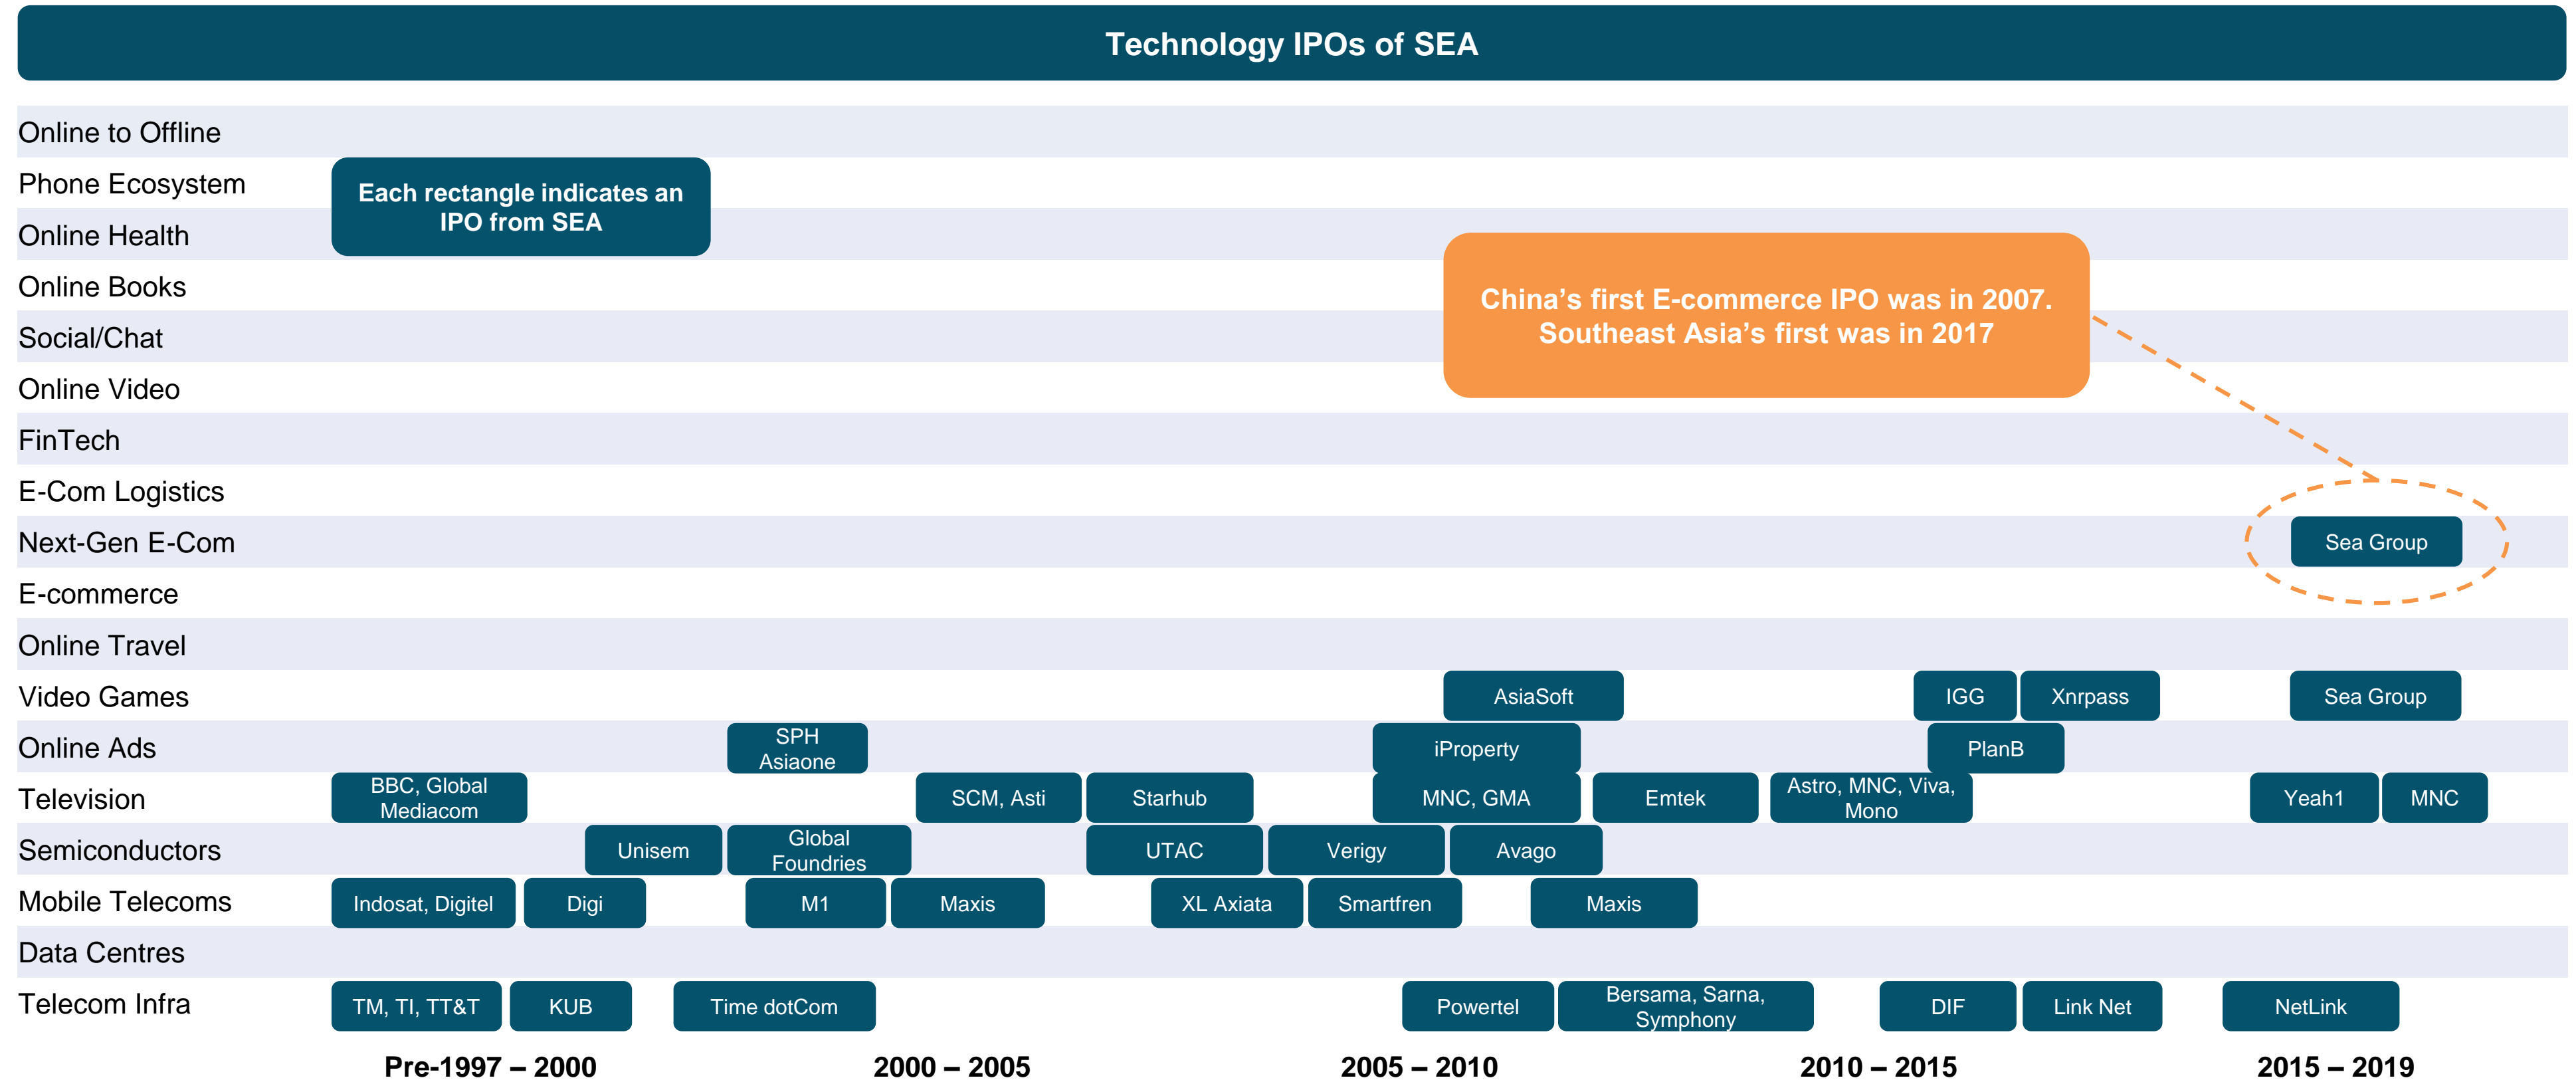 Technology IPOs of SEA
Online to Offline
Phone Ecosystem
Each rectangle indicates an
IPO from SEA
Online Health
Online Books
China’s first E-commerce IPO was in 2007.
Southeast Asia’s first was in 2017
Social/Chat
Online Video
FinTech
E-Com Logistics
Next-Gen E-Com
Sea Group
E-commerce
Online Travel
Video Games
AsiaSoft
IGG
Xnrpass
Sea Group
Online Ads
SPH
Asiaone
iProperty
PlanB
Television
BBC, Global
Mediacom
SCM, Asti
Starhub
MNC, GMA
Emtek
Astro, MNC, Viva,
Mono
Yeah1
MNC
Semiconductors
Unisem
Global
Foundries
UTAC
Verigy
Avago
Mobile Telecoms
Indosat, Digitel
Digi
M1
Maxis
XL Axiata
Smartfren
Maxis
Data Centres
Telecom Infra
TM, TI, TT&T
KUB
Time dotCom
Powertel
Bersama, Sarna,
Symphony
DIF
Link Net
NetLink
Pre-1997 – 2000
2000 – 2005
2005 – 2010
2010 – 2015
2015 – 2019